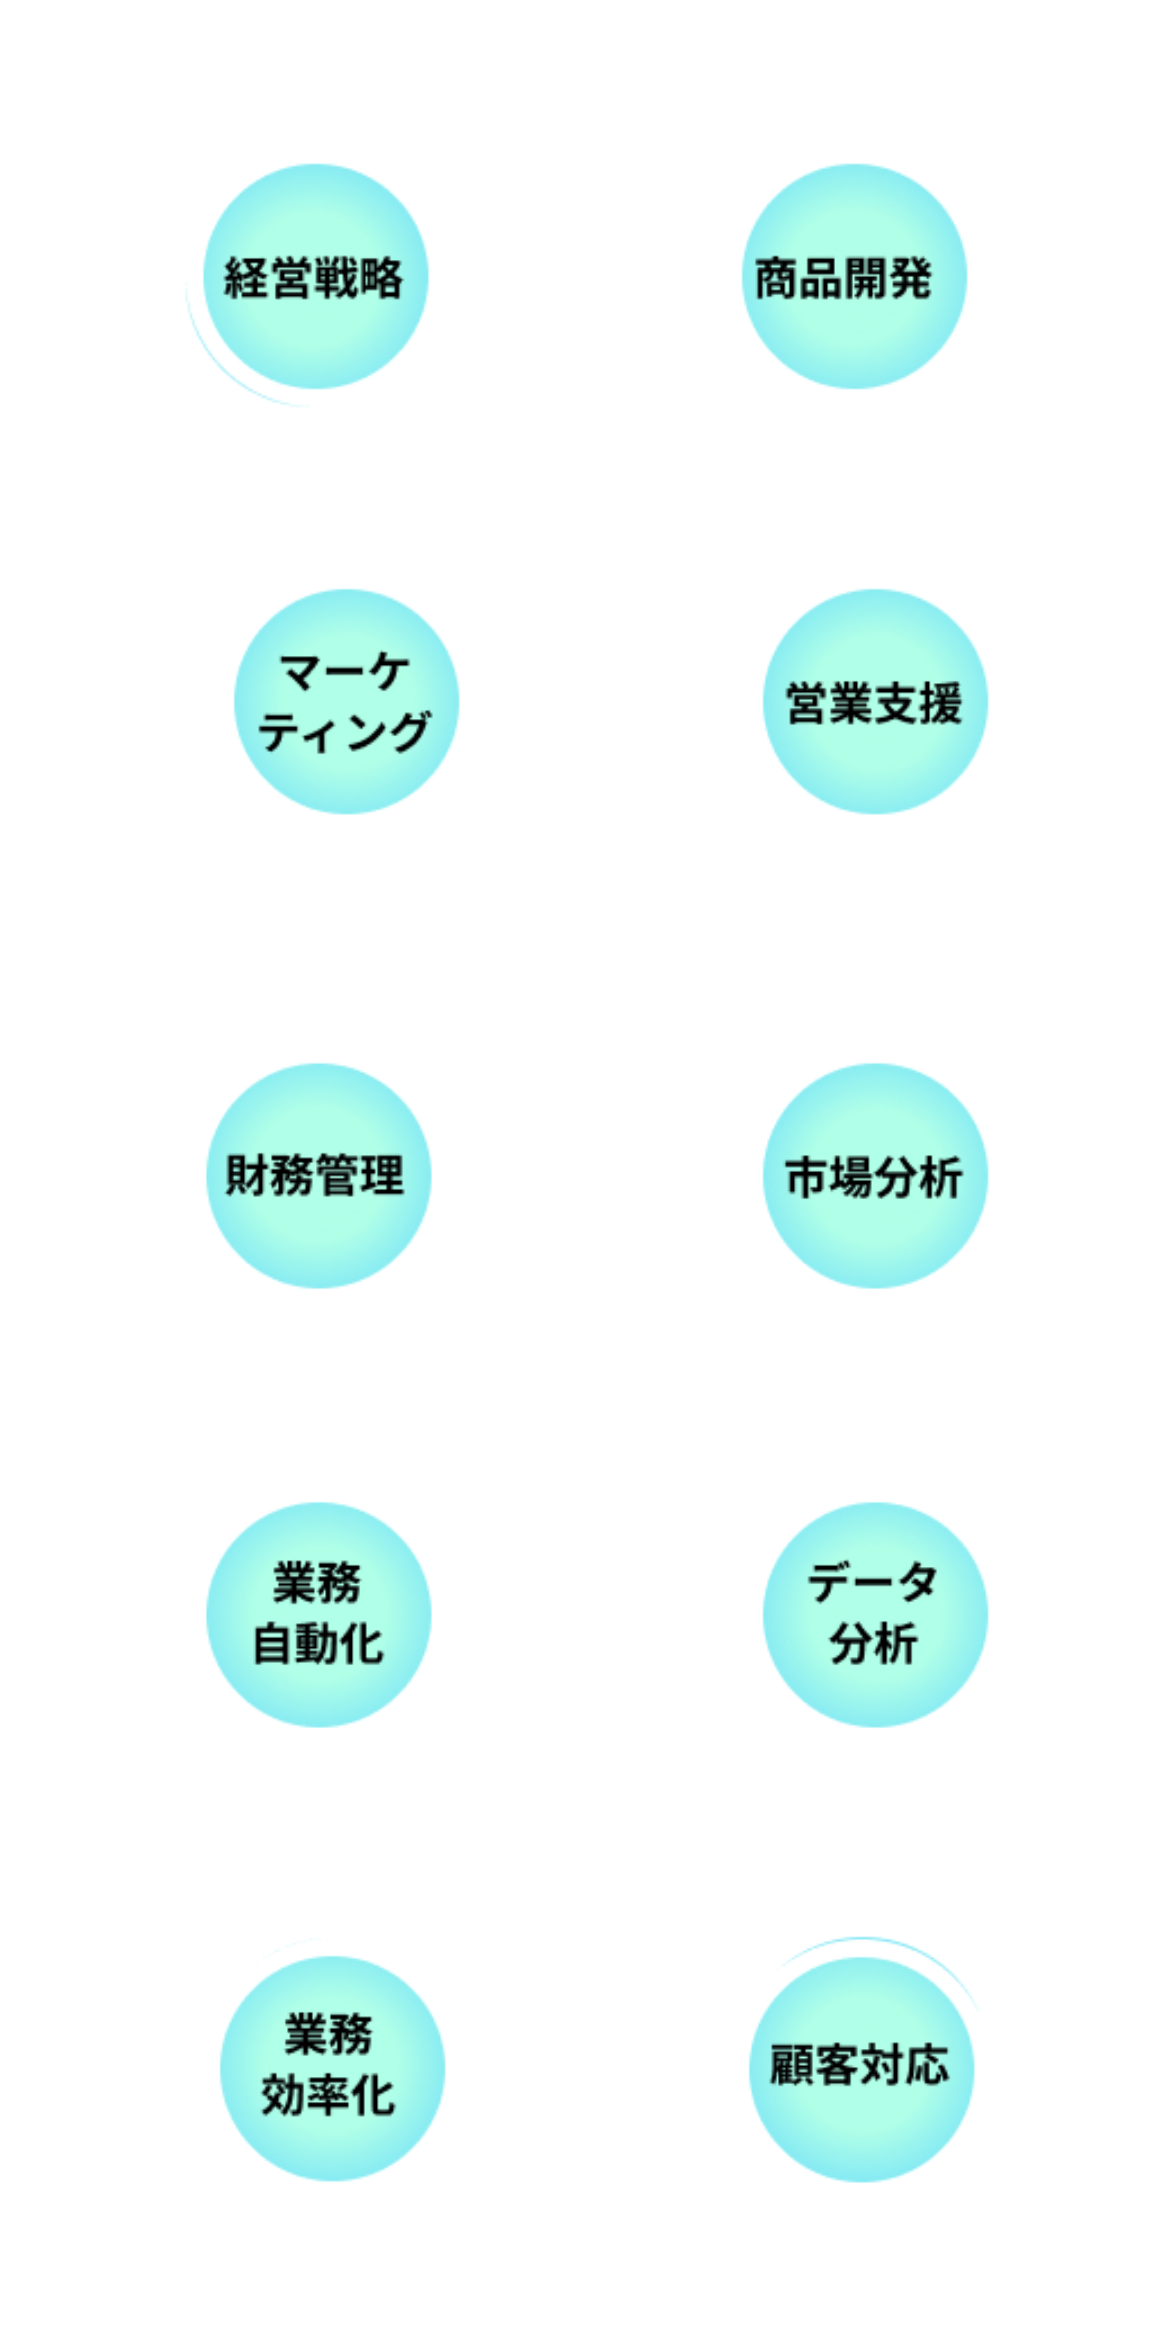 経営戦略
商品開発
マーケ
ティング
営業支援
財務管理
市場分析
業務
自動化
データ
分析
業務
効率化
顧客対応